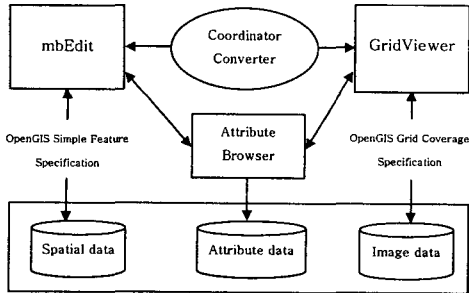 mbEdit
Coordinator
Converter
GridViewer
OpenGIS Simple Feature
Specification
Attribute
Browser
OpenGIS Grid Coverage
Specification
Spatial data
Attribute data
Image data